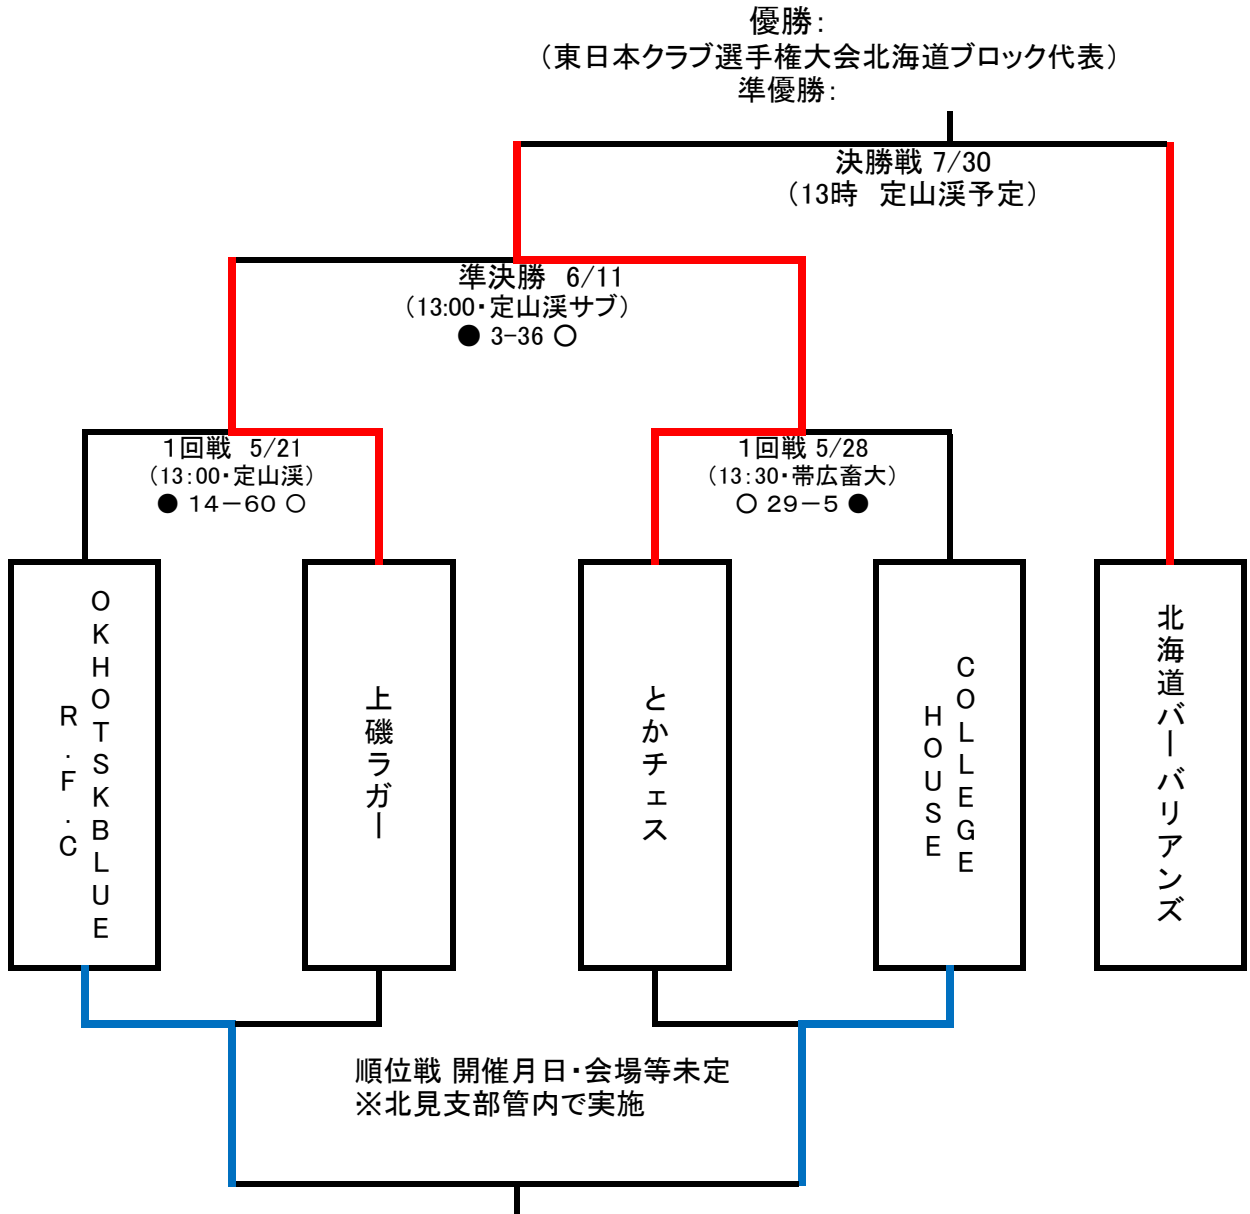 優勝：
（東日本クラブ選手権大会北海道ブロック代表）
準優勝：
決勝戦 7/30
（13時　定山渓予定）
準決勝　6/11
（13:00・定山渓サブ）
● 3-36 ○
1回戦　5/21
（13:00・定山渓）
● 14－60 ○
1回戦 5/28
（13:30・帯広畜大）
○ 29－5 ●
OKHOTSKBLUE
R.F.C
上磯ラガー
とかチェス
COLLEGE
HOUSE
北海道バーバリアンズ
順位戦 開催月日・会場等未定
※北見支部管内で実施